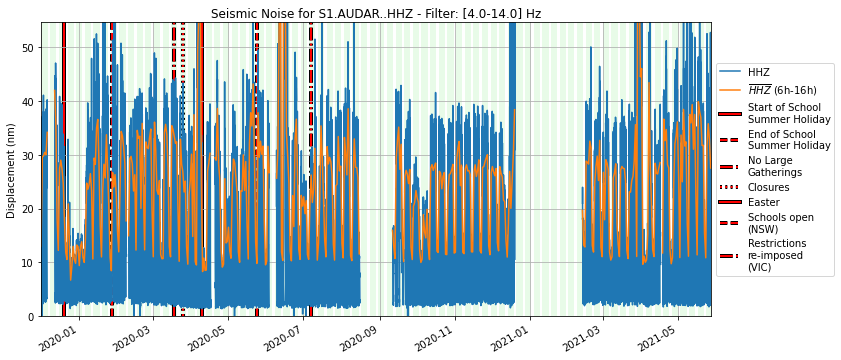 Seismic Noise for S1.AUDAR..HHZ - Filter: [4.0-14.0] Hz
Displacement (nm)
50
40
30
20
10
0
2020-01
2020-03
2020-05
2020-07
2020-09
2020-11
2021-01
2021-03
2021-05
HHZ
HHZ (6h-16h)
Start of School
Summer Holiday
End of School
Summer Holiday
No Large
Gatherings
Closures
Easter
Schools open
(NSW)
Restrictions
re-imposed
(VIC)